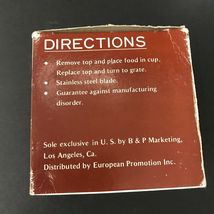 DIRECTIONS
• Remove top and place food in cup.
Replace top and turn to grate.
• Stainless steel blade.
• Guarantee against manufacturing
disorder.
Sole exclusive in U. S. by B & P Marketing,
Los Angeles, Ca.
Distributed by European Promotion Inc.